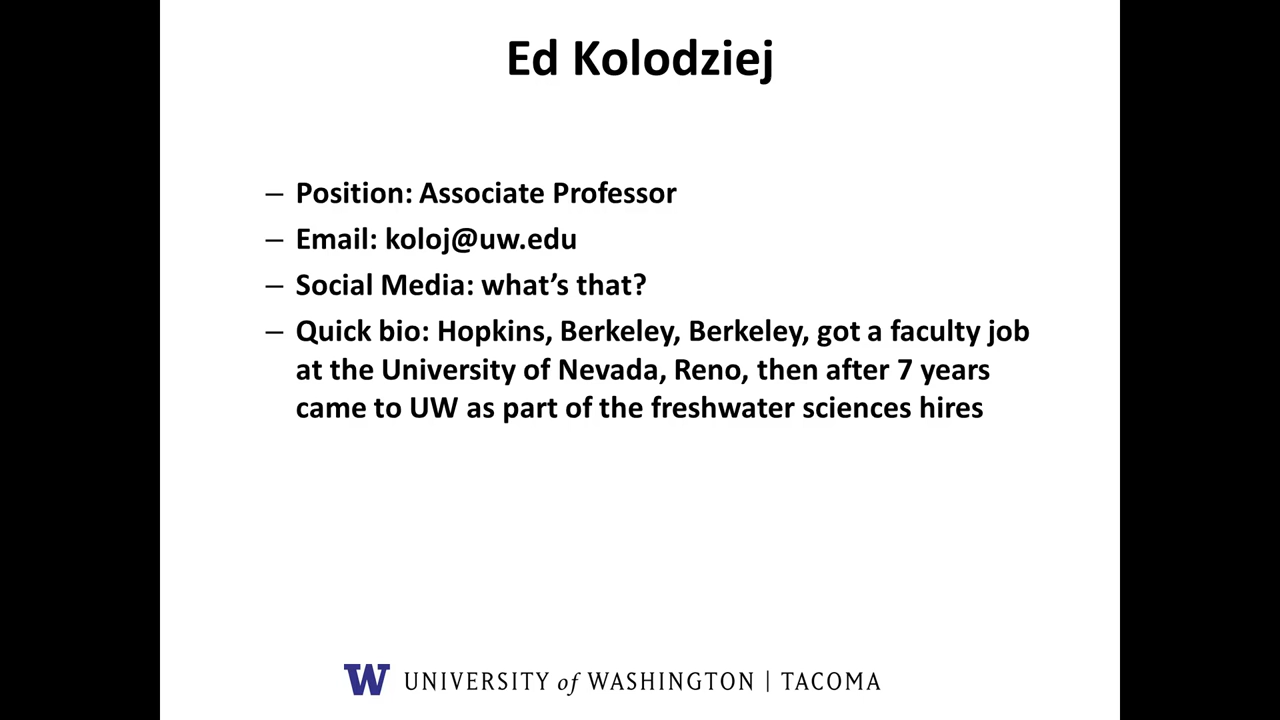 Ed Kolodziej
– Position: Associate Professor
– Email: koloj@uw.edu
– Social Media: what’s that?
– Quick bio: Hopkins, Berkeley, Berkeley, got a faculty job
at the University of Nevada, Reno, then after 7 years
came to UW as part of the freshwater sciences hires
W UNIVERSITY of WASHINGTON | TACOMA